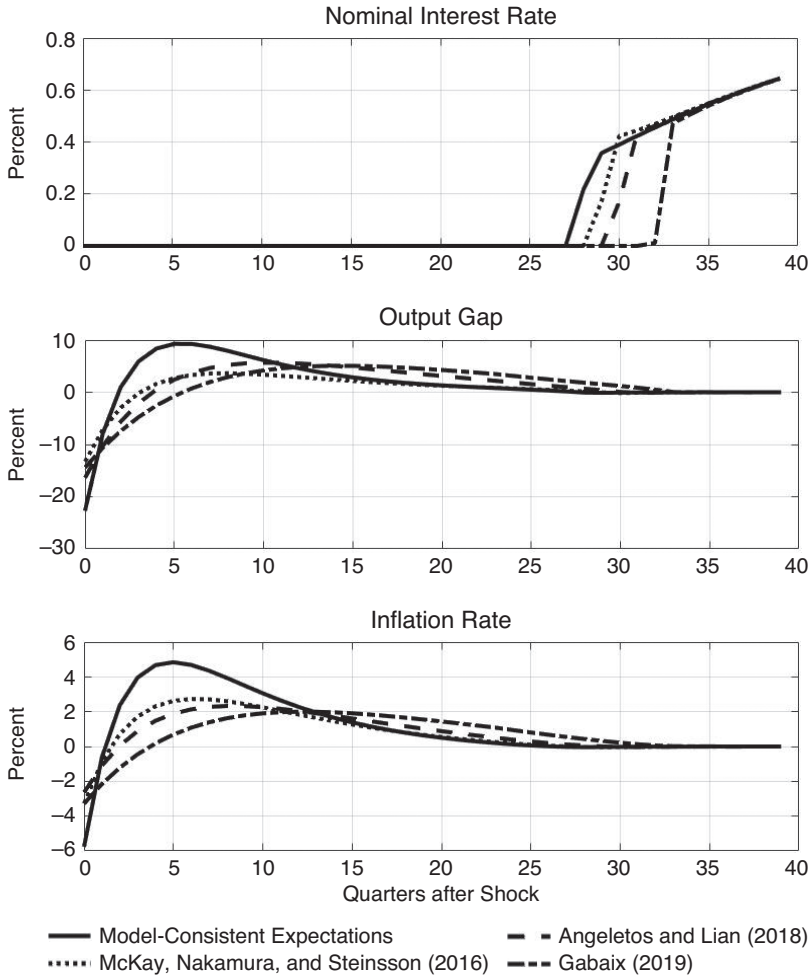 Nominal Interest Rate
0.8
0.6
0.4
0.2
0
Percent
0 5 10 15 20 25 30 35 40
Output Gap
10
0
–10
–20
–30
Percent
0 5 10 15 20 25 30 35 40
Inflation Rate
6
4
2
0
–2
–4
–6
Percent
0 5 10 15 20 25 30 35 40
Quarters after Shock
Model-Consistent Expectations
Angeletos and Lian (2018)
McKay, Nakamura, and Steinsson (2016)
Gabaix (2019)